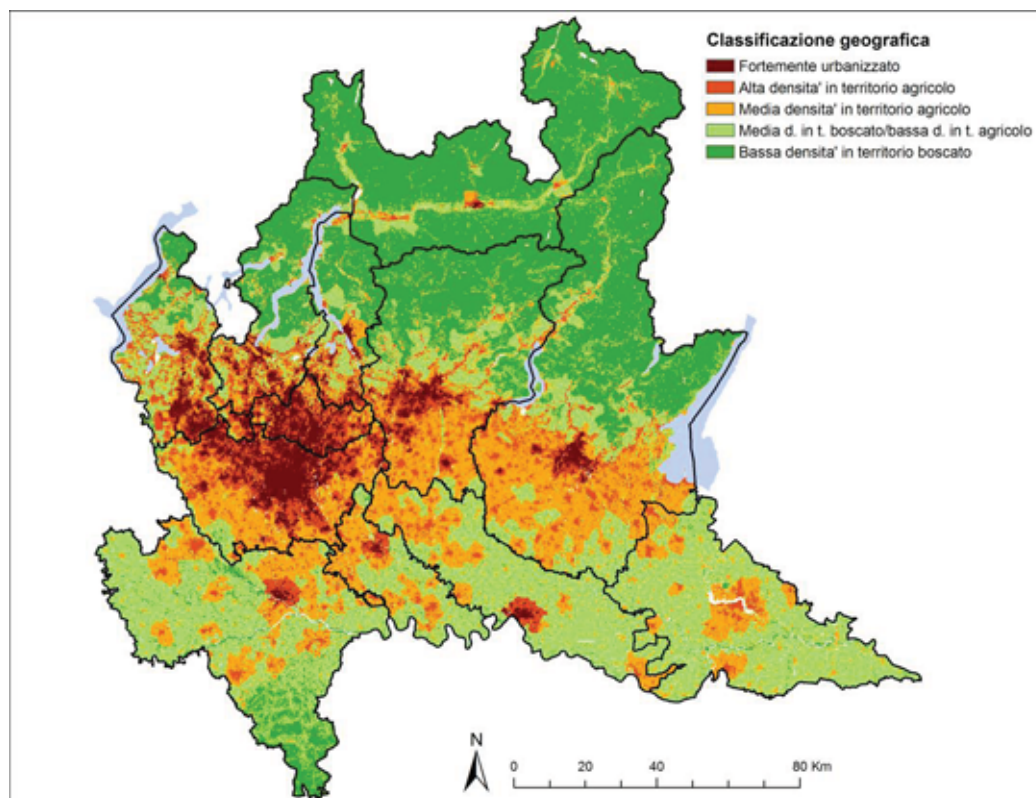 Classificazione geografica
Fortemente urbanizzato
Alta densita' in territorio agricolo
Media densita' in territorio agricolo
Media d. in t. boscato/bassa d. in t. agricolo
Bassa densita' in territorio boscato
N
0 20 40 80 Km